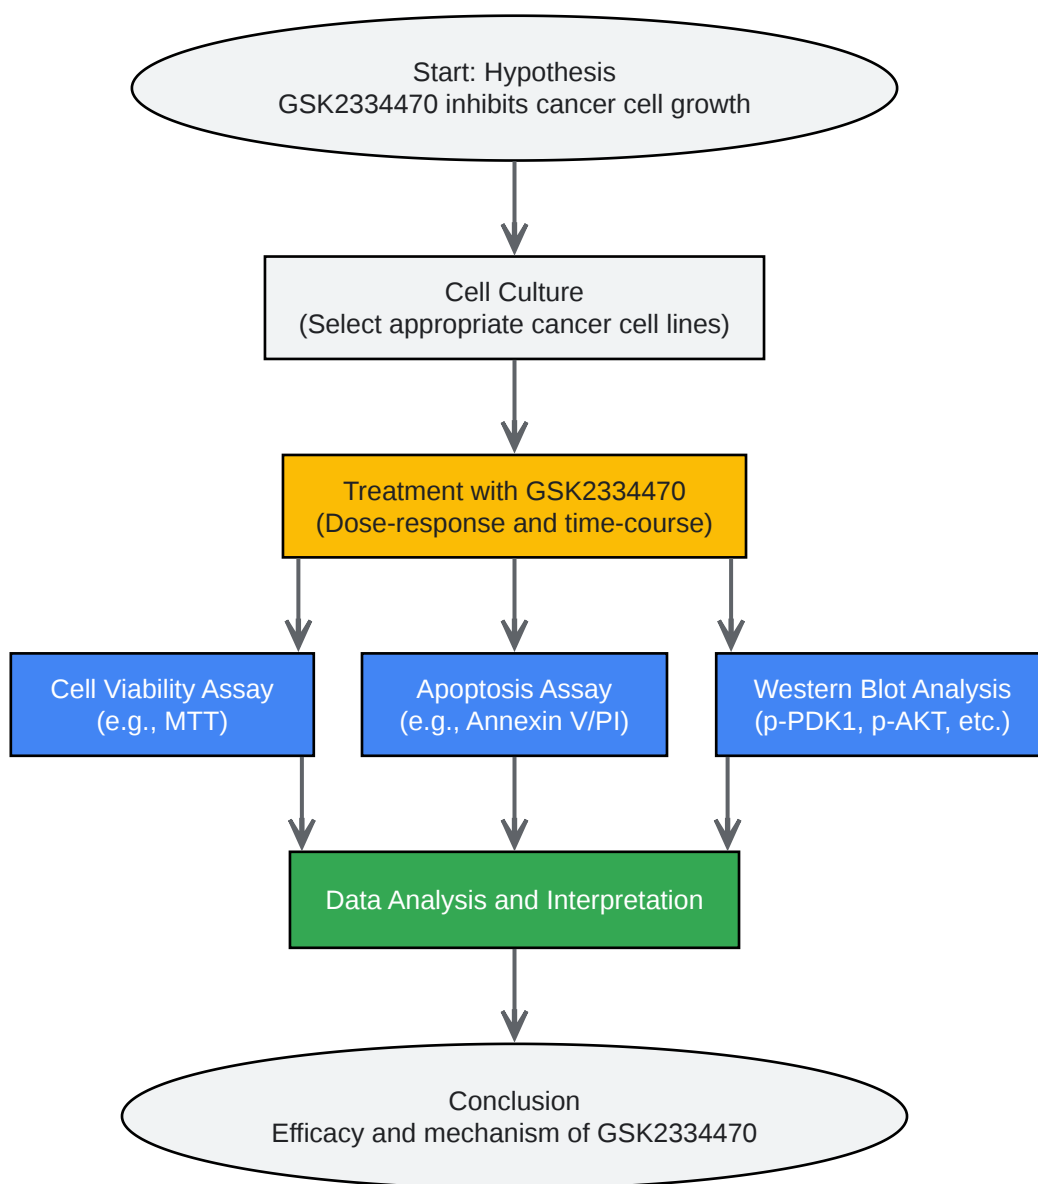 Start: Hypothesis
GSK2334470 inhibits cancer cell growth
Cell Culture
(Select appropriate cancer cell lines)
Treatment with GSK2334470
(Dose-response and time-course)
Cell Viability Assay
(e.g., MTT)
Apoptosis Assay
(e.g., Annexin V/PI)
Western Blot Analysis
(p-PDK1, p-AKT, etc.)
Data Analysis and Interpretation
Conclusion
Efficacy and mechanism of GSK2334470